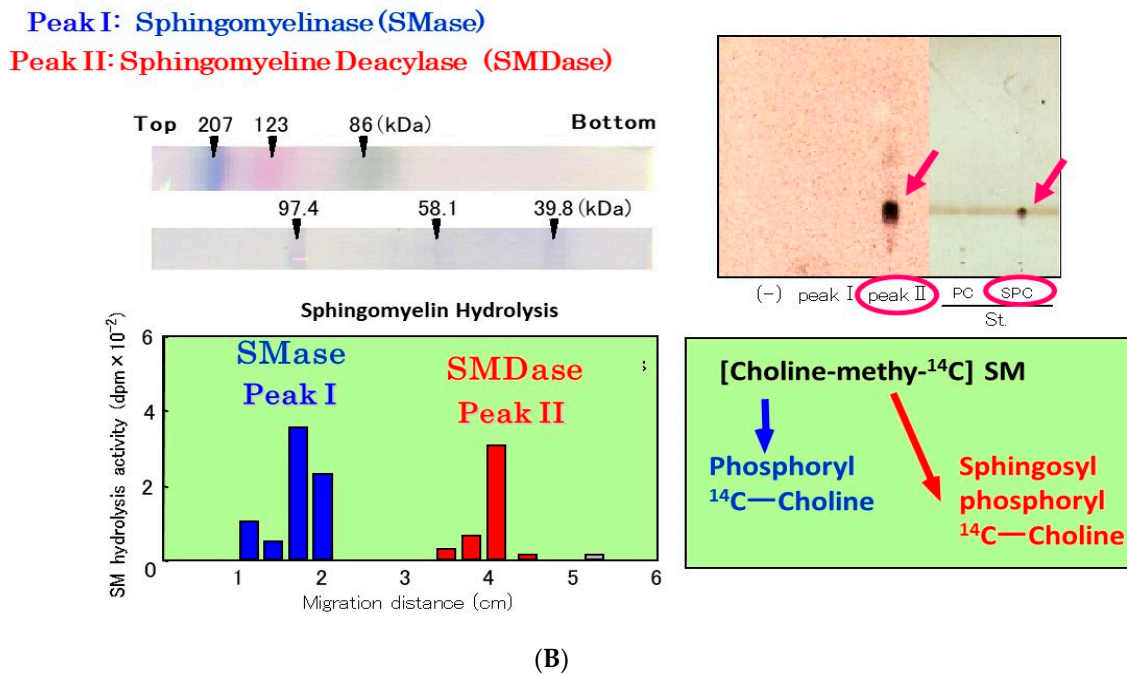 Peak I: Sphingomyelinase (SMase)
Peak II: Sphingomyeline Deacylase (SMDase)
Top 207 123 86 (kDa) Bottom
97.4 58.1 39.8 (kDa)
(-) peak I peak II PC SPC
St.
Sphingomyelin Hydrolysis
SM hydrolysis activity (dpm × 10⁻²)
6
4
2
0
SMase
Peak I
SMDase
Peak II
s
1 2 3 4 5 6
Migration distance (cm)
[Choline-methy-¹⁴C] SM
Phosphoryl
¹⁴C—Choline
Sphingosyl
phosphoryl
¹⁴C—Choline
(B)